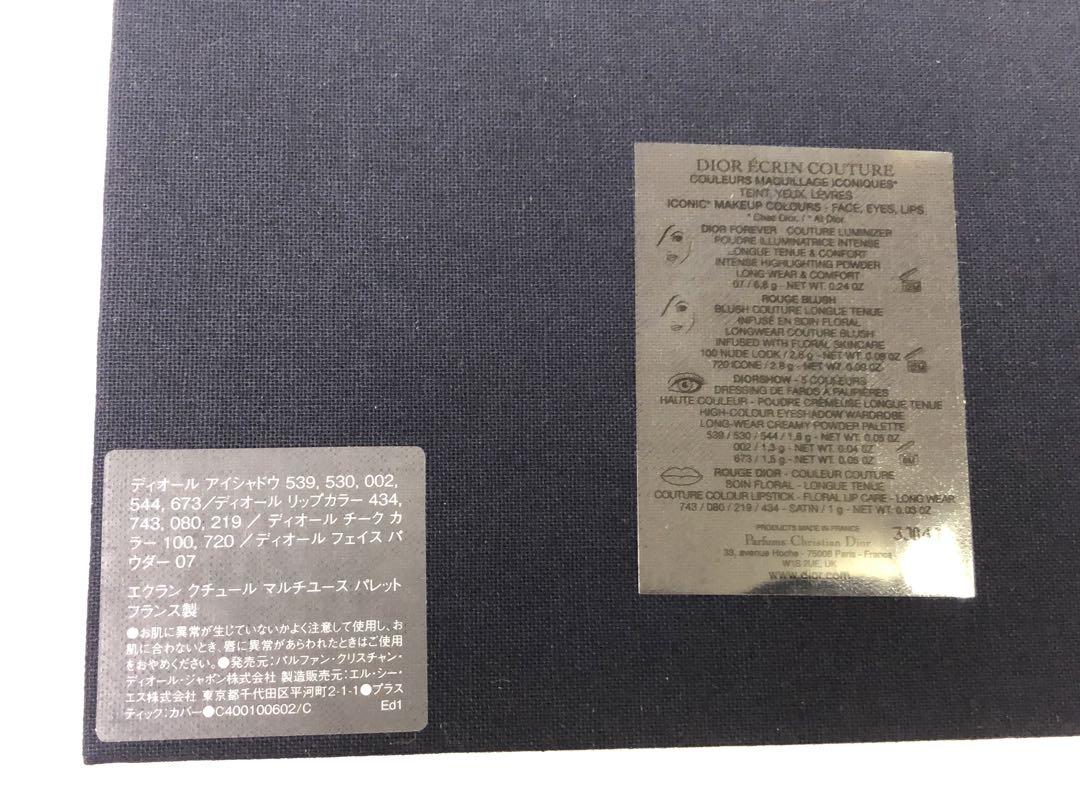 DIOR ÉCRIN COUTURE
COULEURS MAQUILLAGE ICONIQUES*
TEINT, YEUX, LÈVRES
ICONIC* MAKEUP COLOURS - FACE, EYES, LIPS
* Chez Dior. / * At Dior
DIOR FOREVER COUTURE LUMINIZER
POUDRE ILLUMINATRICE INTENSE
LONGUE TENUE & CONFORT
INTENSE HIGHLIGHTING POWDER
LONG WEAR & COMFORT
07 / 6,8 g - NET WT. 0.24 OZ
ROUGE BLUSH
BLUSH COUTURE LONGUE TENUE
INFUSÉ EN SOIN FLORAL
LONGWEAR COUTURE BLUSH
INFUSED WITH FLORAL SKINCARE
100 NUDE LOOK / 2,8 g - NET WT. 0.09 OZ
720 ICONE / 2,8 g - NET WT. 0.09 OZ
DIORSHOW - 5 COULEURS
DRESSING DE FARDS À PAUPIÈRES
HAUTE COULEUR - POUDRE CRÉMEUSE LONGUE TENUE
HIGH-COLOUR EYESHADOW WARDROBE
LONG-WEAR CREAMY POWDER PALETTE
539 / 530 / 544 / 1,6 g - NET WT. 0.05 OZ
002 / 1,3 g - NET WT. 0.04 OZ
673 / 1,5 g - NET WT. 0.05 OZ
ROUGE DIOR - COULEUR COUTURE
SOIN FLORAL - LONGUE TENUE
COUTURE COLOUR LIPSTICK - FLORAL LIP CARE - LONG WEAR
743 / 080 / 219 / 434 - SATIN / 1 g - NET WT. 0.03 OZ
PRODUCTS MADE IN FRANCE
Parfums Christian Dior
33, avenue Hoche - 75008 Paris - France
W1S 2UE, UK
www.dior.com
ディオール アイシャドウ 539, 530, 002,
544, 673/ディオール リップカラー 434,
743, 080, 219 / ディオール チーク カ
ラー 100, 720 /ディオール フェイス パ
ウダー 07
エクラン クチュール マルチユース パレット
フランス製
●お肌に異常が生じていないかよく注意して使用し、お
肌に合わないとき、唇に異常があらわれたときはご使用
をおやめください。●発売元:パルファン・クリスチャン・
ディオール・ジャポン株式会社 製造販売元:エル・シー・
エス株式会社 東京都千代田区平河町2-1-1●プラス
ティック:カバー●C400100602/C Ed1